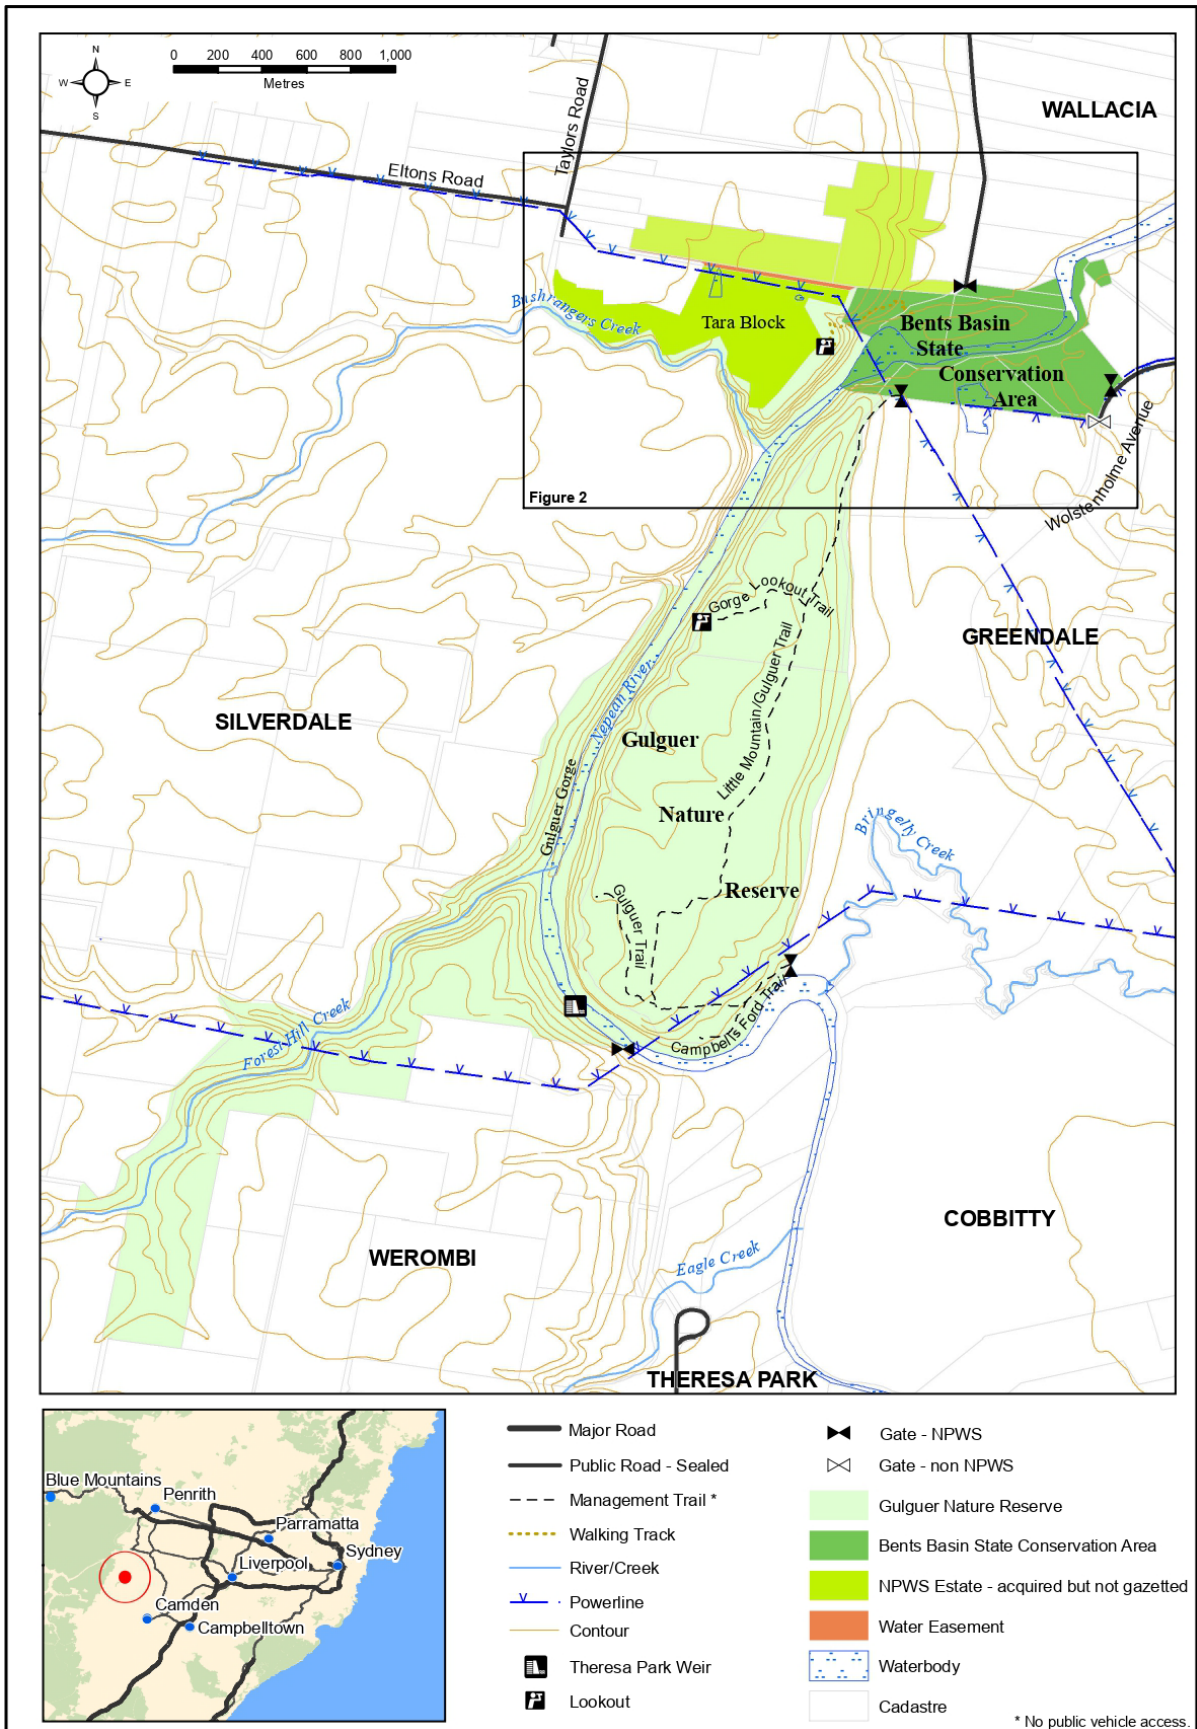 N
W E
S
0 200 400 600 800 1,000
Metres
WALLACIA
Taylors Road
Eltons Road
Bushrangers Creek
Tara Block
Bents Basin
State
Conservation
Area
Wolstenholme Avenue
Figure 2
Gorge Lookout Trail
GREENDALE
Little Mountain/Gulguer Trail
Nepean River
SILVERDALE
Gulguer
Nature
Reserve
Gulguer Gorge
Bringelly Creek
Gulguer Trail
Campbells Ford Trail
Forest Hill Creek
COBBITTY
WEROMBI
Eagle Creek
THERESA PARK
Blue Mountains
Penrith
Parramatta
Sydney
Liverpool
Camden
Campbelltown
Major Road
Public Road - Sealed
Management Trail *
Walking Track
River/Creek
Powerline
Contour
Theresa Park Weir
Lookout
Gate - NPWS
Gate - non NPWS
Gulguer Nature Reserve
Bents Basin State Conservation Area
NPWS Estate - acquired but not gazetted
Water Easement
Waterbody
Cadastre
* No public vehicle access.